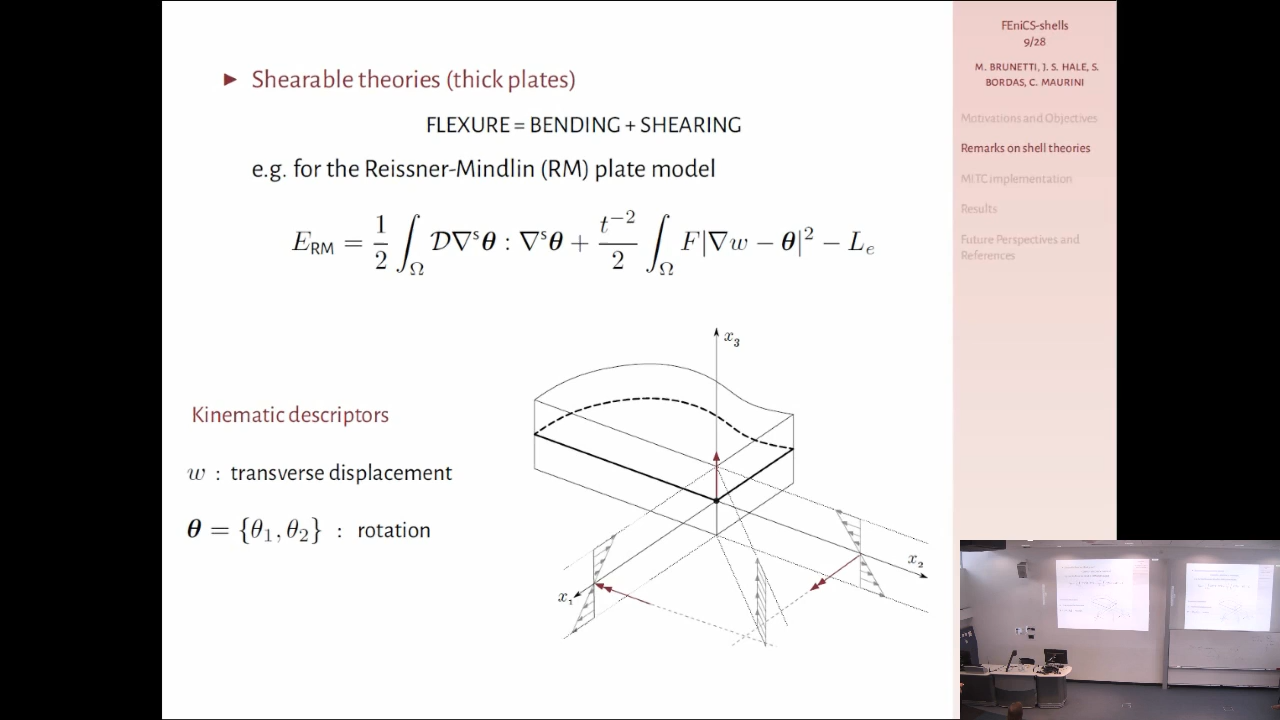 ▶ Shearable theories (thick plates)
FLEXURE = BENDING + SHEARING
e.g. for the Reissner-Mindlin (RM) plate model
E_RM = 1/2 ∫_Ω 𝒟∇ˢ𝜽 : ∇ˢ𝜽 + t⁻²/2 ∫_Ω F|∇w − 𝜽|² − L_e
Kinematic descriptors
w : transverse displacement
𝜽 = {θ₁, θ₂} : rotation
x₃
x₂
x₁
FEniCS-shells
9/28
M. BRUNETTI, J. S. HALE, S.
BORDAS, C. MAURINI
Motivations and Objectives
Remarks on shell theories
MITC implementation
Results
Future Perspectives and
References